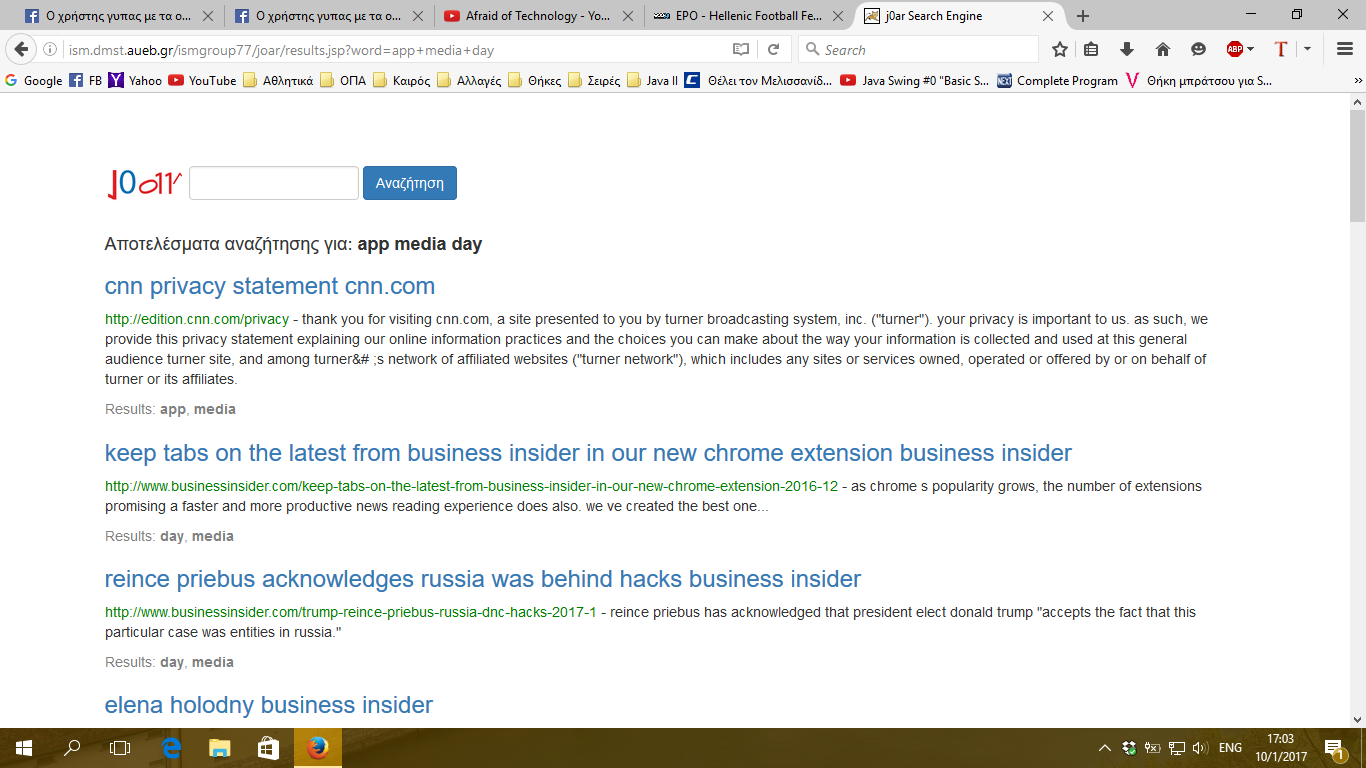 Ο χρήστης γυπας με τα ο...
Ο χρήστης γυπας με τα ο...
Afraid of Technology - Yo...
EPO - Hellenic Football Fe...
j0ar Search Engine
ism.dmst.aueb.gr/ismgroup77/joar/results.jsp?word=app+media+day
Search
ABP
T
Google FB Yahoo YouTube Αθλητικά ΟΠΑ Καιρός Αλλαγές Θήκες Σειρές Java II Θέλει τον Μελισσανίδ... Java Swing #0 "Basic S... Complete Program Θήκη μπράτσου για S...
j0ar
Αναζήτηση
Αποτελέσματα αναζήτησης για: app media day
cnn privacy statement cnn.com
http://edition.cnn.com/privacy - thank you for visiting cnn.com, a site presented to you by turner broadcasting system, inc. ("turner"). your privacy is important to us. as such, we
provide this privacy statement explaining our online information practices and the choices you can make about the way your information is collected and used at this general
audience turner site, and among turner&# ;s network of affiliated websites ("turner network"), which includes any sites or services owned, operated or offered by or on behalf of
turner or its affiliates.
Results: app, media
keep tabs on the latest from business insider in our new chrome extension business insider
http://www.businessinsider.com/keep-tabs-on-the-latest-from-business-insider-in-our-new-chrome-extension-2016-12 - as chrome s popularity grows, the number of extensions
promising a faster and more productive news reading experience does also. we ve created the best one...
Results: day, media
reince priebus acknowledges russia was behind hacks business insider
http://www.businessinsider.com/trump-reince-priebus-russia-dnc-hacks-2017-1 - reince priebus has acknowledged that president elect donald trump "accepts the fact that this
particular case was entities in russia."
Results: day, media
elena holodny business insider
ENG
17:03
10/1/2017
1